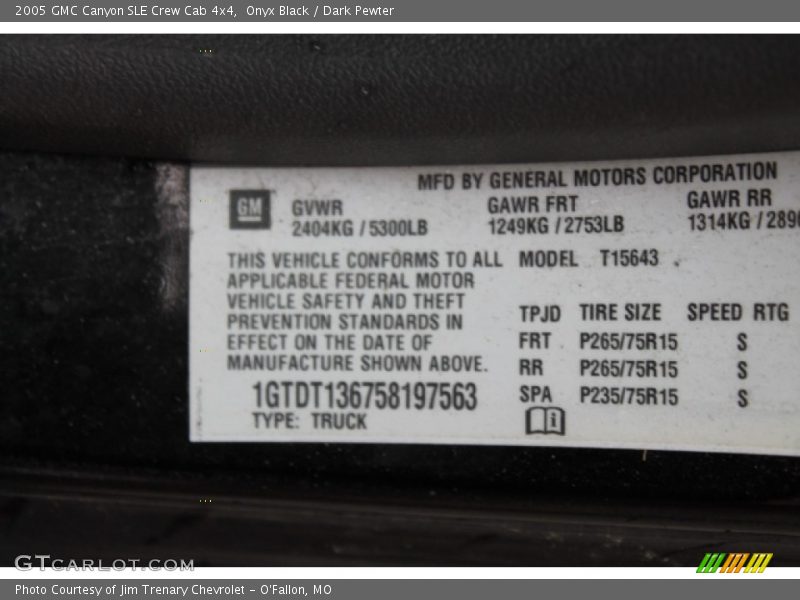 2005 GMC Canyon SLE Crew Cab 4x4, Onyx Black / Dark Pewter
MFD BY GENERAL MOTORS CORPORATION
GM
GVWR GAWR FRT GAWR RR
2404KG / 5300LB 1249KG / 2753LB 1314KG /
THIS VEHICLE CONFORMS TO ALL MODEL T15643
APPLICABLE FEDERAL MOTOR
VEHICLE SAFETY AND THEFT
PREVENTION STANDARDS IN
EFFECT ON THE DATE OF
MANUFACTURE SHOWN ABOVE.
TPJD TIRE SIZE SPEED RTG
FRT P265/75R15 S
RR P265/75R15 S
SPA P235/75R15 S
1GTDT136758197563
TYPE: TRUCK
GTCARLOT.COM
Photo Courtesy of Jim Trenary Chevrolet - O'Fallon, MO